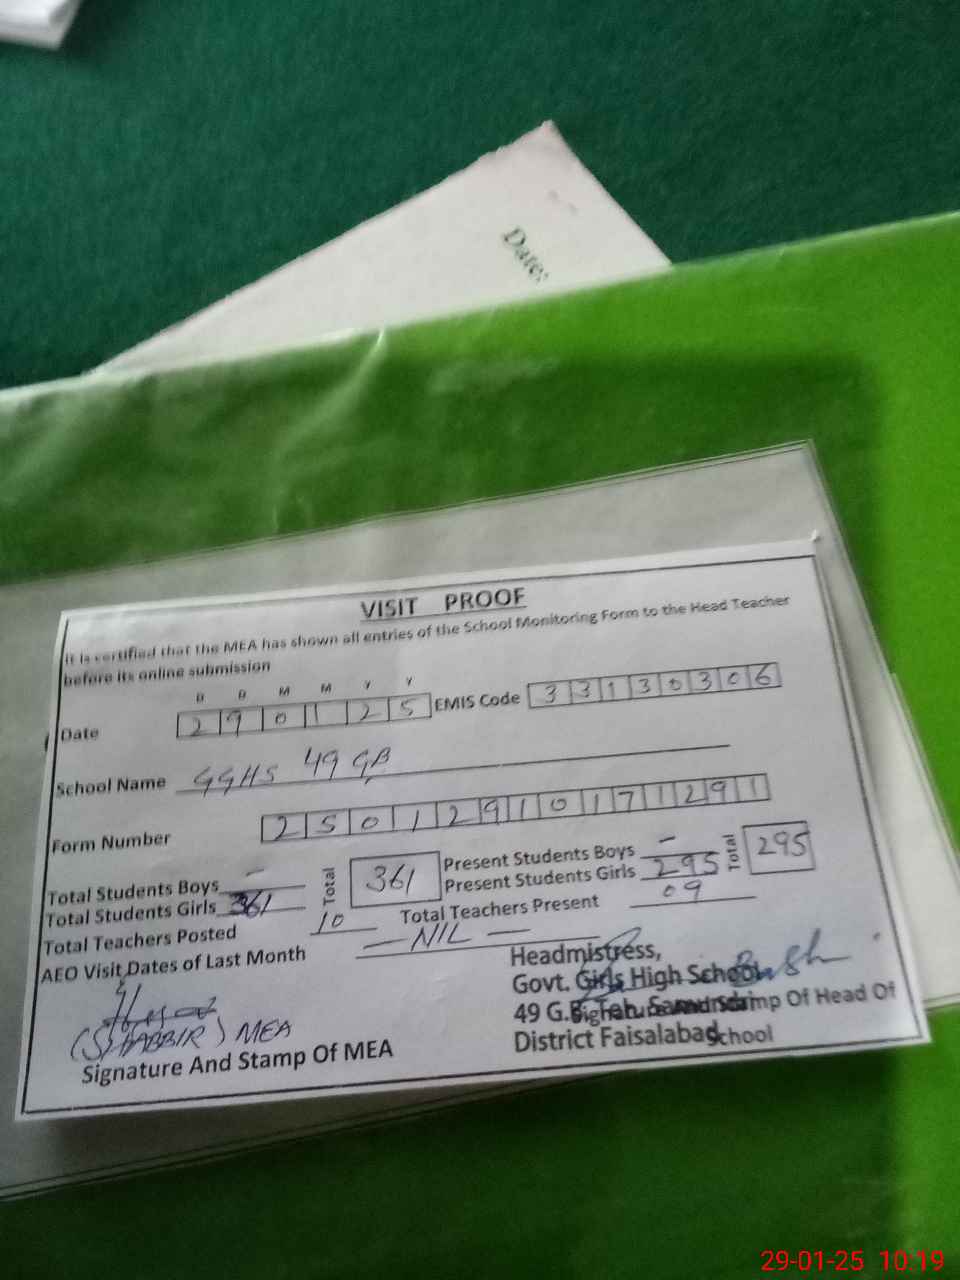 Date:
VISIT PROOF
It is certified that the MEA has shown all entries of the School Monitoring Form to the Head Teacher
before its online submission
D D M M Y Y
Date 2 9 0 1 2 5 EMIS Code 3 3 1 3 0 3 0 6
School Name GGHS 49 GB
Form Number 2 5 0 1 2 9 1 0 1 7 1 2 9 1
Total Students Boys - Total 361 Present Students Boys - Total 295
Total Students Girls 361 Present Students Girls 295
Total Teachers Posted 10 Total Teachers Present 09
AEO Visit Dates of Last Month — NIL —
Headmistress,
Govt. Girls High School
49 G.B. Teh. Samundri
District Faisalabad
Signature And Stamp Of Head Of
School
(SHABBIR) MEA
Signature And Stamp Of MEA
29-01-25 10:19